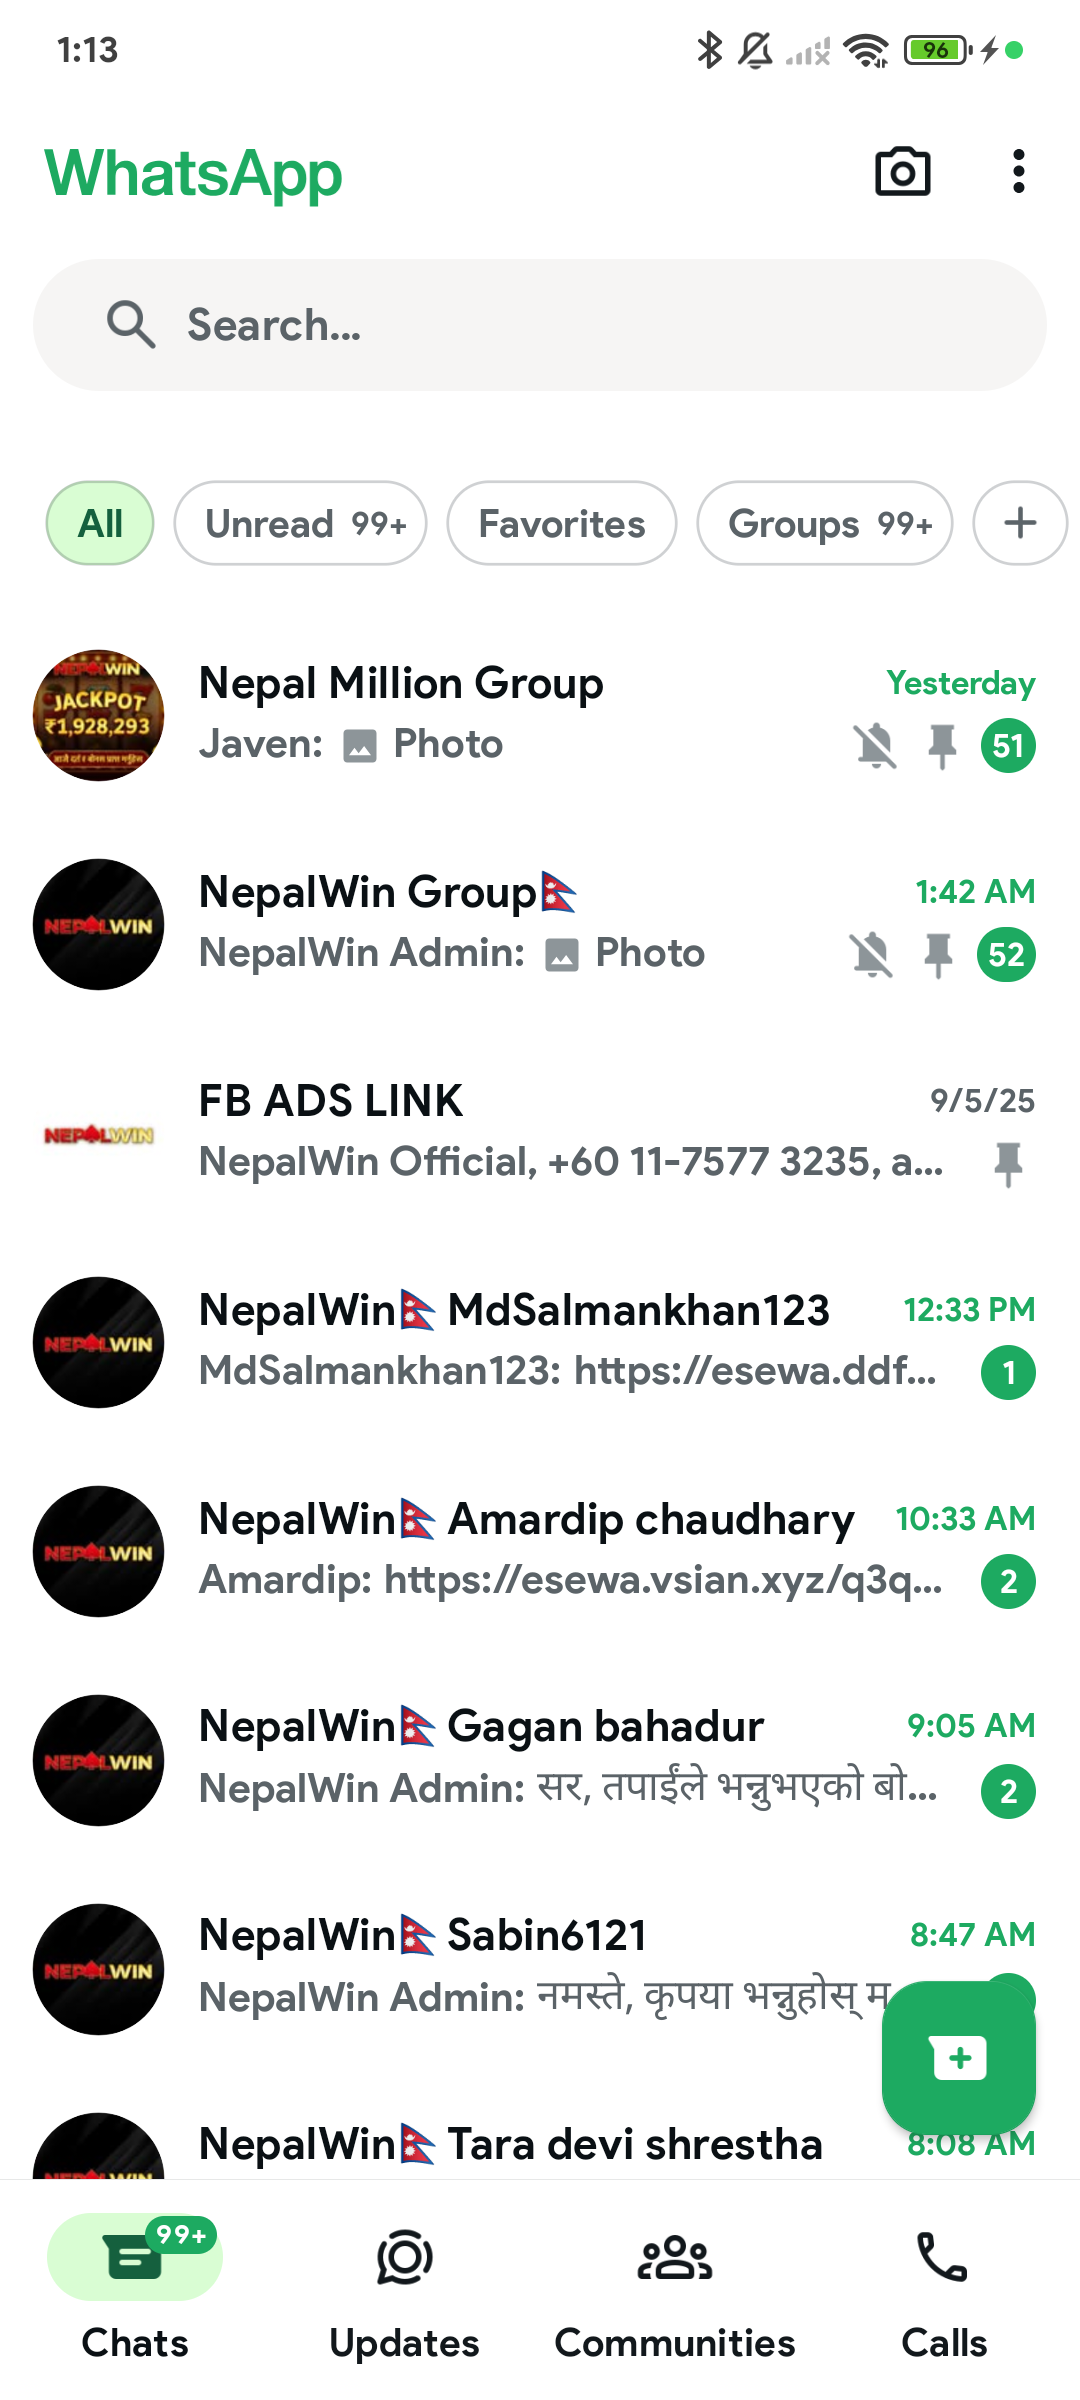 1:13
96
WhatsApp
Search...
All
Unread 99+
Favorites
Groups 99+
NEPALWIN
JACKPOT
₹1,928,293
Nepal Million Group
Yesterday
Javen: Photo
51
NEPALWIN
NepalWin Group🇳🇵
1:42 AM
NepalWin Admin: Photo
52
NEPALWIN
FB ADS LINK
9/5/25
NepalWin Official, +60 11-7577 3235, a...
NEPALWIN
NepalWin🇳🇵 MdSalmankhan123
12:33 PM
MdSalmankhan123: https://esewa.ddf...
1
NEPALWIN
NepalWin🇳🇵 Amardip chaudhary
10:33 AM
Amardip: https://esewa.vsian.xyz/q3q...
2
NEPALWIN
NepalWin🇳🇵 Gagan bahadur
9:05 AM
NepalWin Admin: सर, तपाईंले भन्नुभएको बो...
2
NEPALWIN
NepalWin🇳🇵 Sabin6121
8:47 AM
NepalWin Admin: नमस्ते, कृपया भन्नुहोस् म
NepalWin🇳🇵 Tara devi shrestha
8:08 AM
99+
Chats
Updates
Communities
Calls